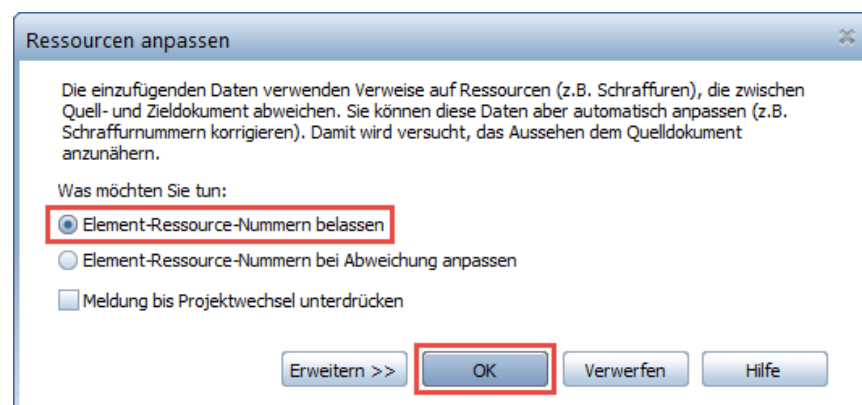 Ressourcen anpassen
Die einzufügenden Daten verwenden Verweise auf Ressourcen (z.B. Schraffuren), die zwischen
Quell- und Zieldokument abweichen. Sie können diese Daten aber automatisch anpassen (z.B.
Schraffurnummern korrigieren). Damit wird versucht, das Aussehen dem Quelldokument
anzunähern.
Was möchten Sie tun:
Element-Ressource-Nummern belassen
Element-Ressource-Nummern bei Abweichung anpassen
Meldung bis Projektwechsel unterdrücken
Erweitern >> OK Verwerfen Hilfe